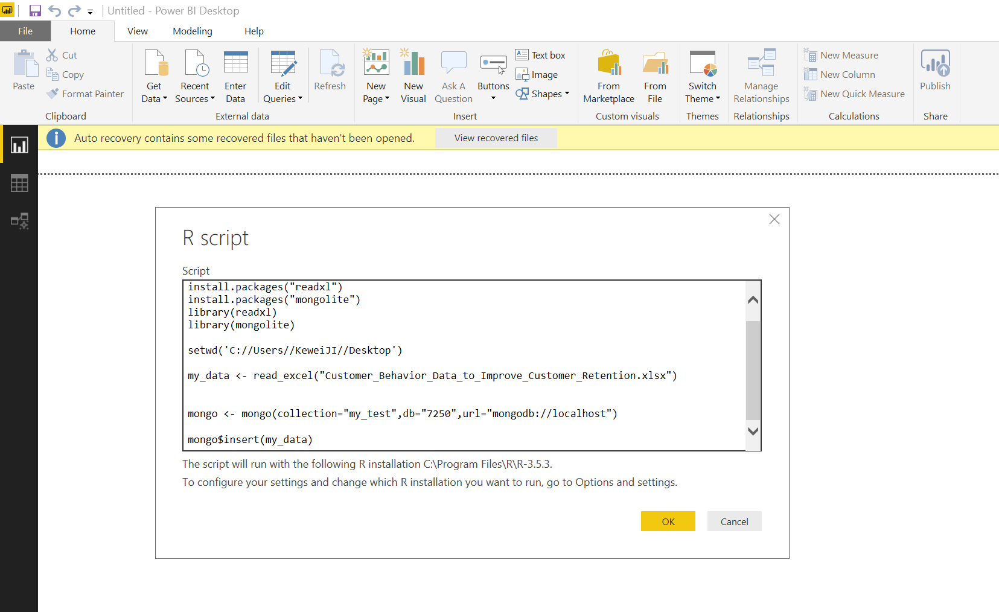 Untitled - Power BI Desktop
File Home View Modeling Help
Paste
Cut
Copy
Format Painter
Clipboard
Get Data
Recent Sources
Enter Data
Edit Queries
Refresh
External data
New Page
New Visual
Ask A Question
Buttons
Text box
Image
Shapes
Insert
From Marketplace
From File
Custom visuals
Switch Theme
Themes
Manage Relationships
Relationships
New Measure
New Column
New Quick Measure
Calculations
Publish
Share
Auto recovery contains some recovered files that haven't been opened. View recovered files
R script
Script
install.packages("readxl")
install.packages("mongolite")
library(readxl)
library(mongolite)
setwd('C://Users//KeweiJI//Desktop')
my_data <- read_excel("Customer_Behavior_Data_to_Improve_Customer_Retention.xlsx")
mongo <- mongo(collection="my_test",db="7250",url="mongodb://localhost")
mongo$insert(my_data)
The script will run with the following R installation C:\Program Files\R\R-3.5.3.
To configure your settings and change which R installation you want to run, go to Options and settings.
OK Cancel